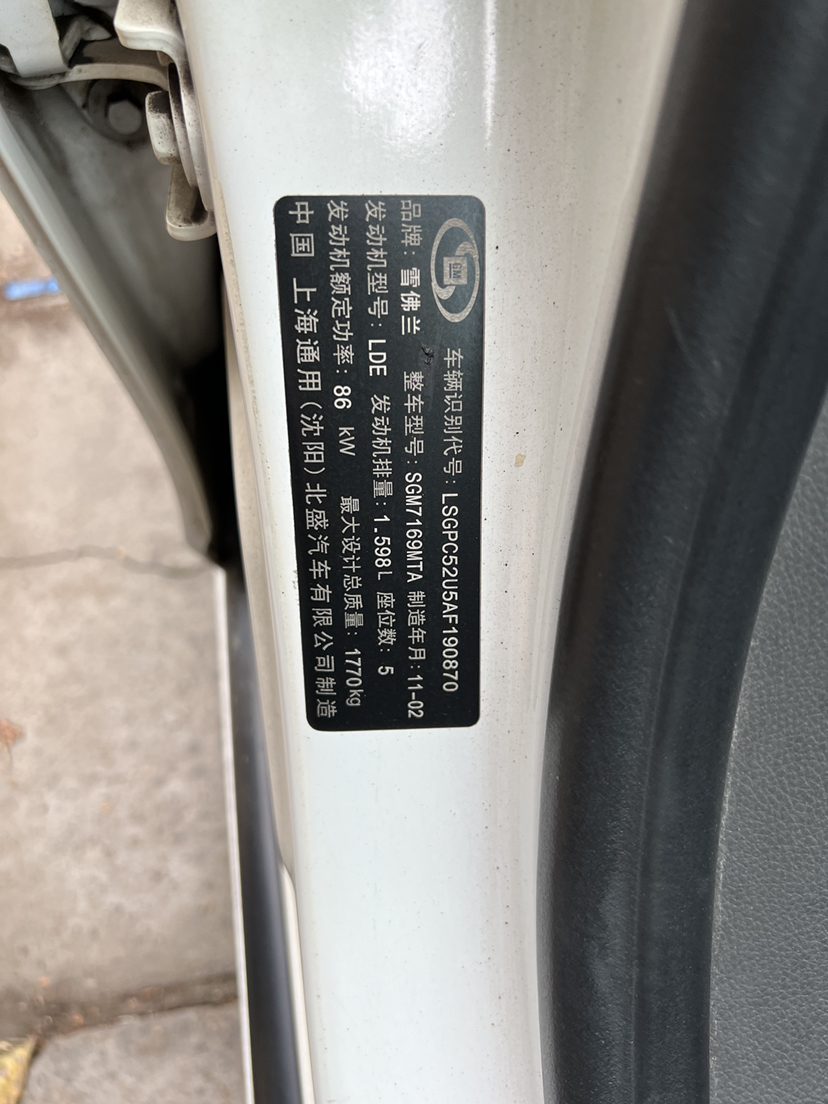 GM
车辆识别代号: LSGPC52U5AF190870
品牌: 雪佛兰 整车型号: SGM7169MTA 制造年月: 11-02
发动机型号: LDE 发动机排量: 1.598L 座位数: 5
发动机额定功率: 86 kW 最大设计总质量: 1770kg
中国 上海通用(沈阳)北盛汽车有限公司制造